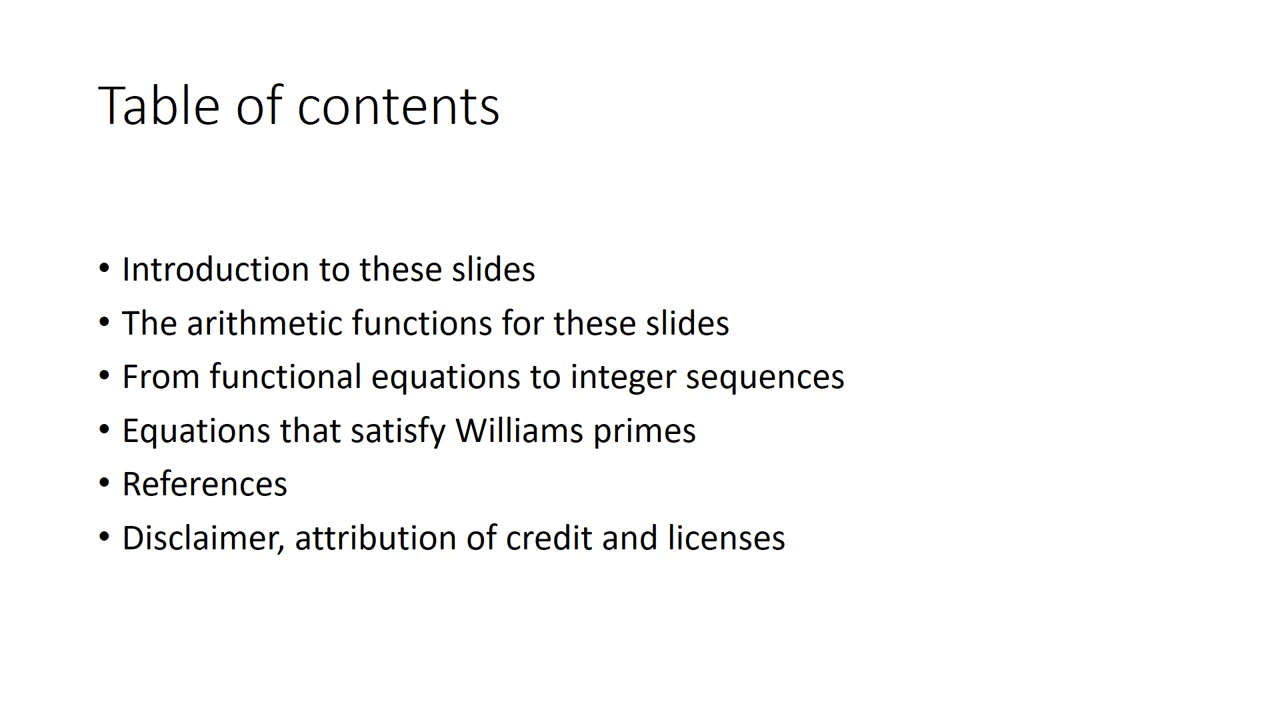 Table of contents
• Introduction to these slides
• The arithmetic functions for these slides
• From functional equations to integer sequences
• Equations that satisfy Williams primes
• References
• Disclaimer, attribution of credit and licenses